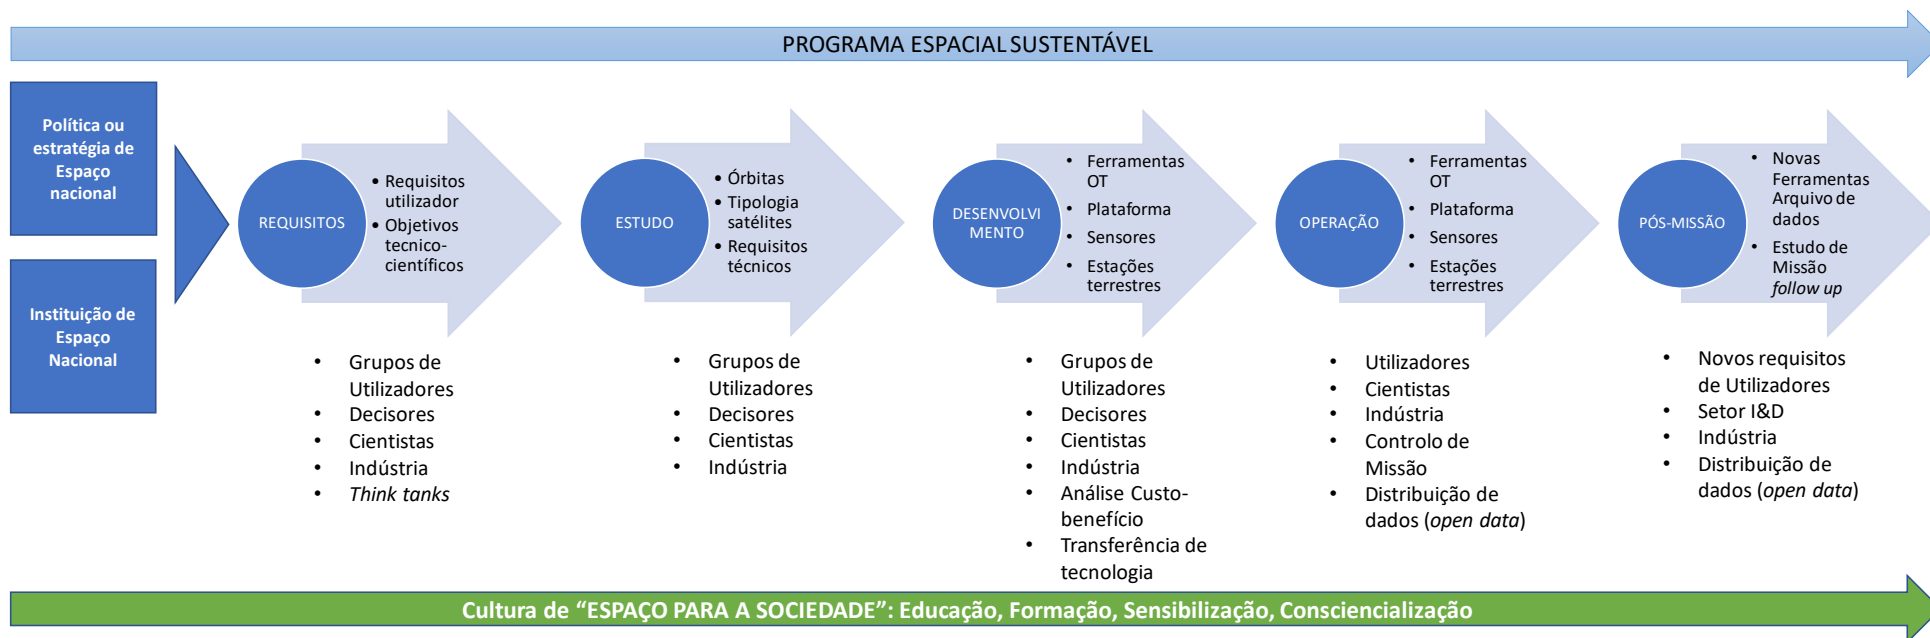 PROGRAMA ESPACIAL SUSTENTÁVEL
Política ou
estratégia de
Espaço
nacional
Instituição de
Espaço
Nacional
REQUISITOS
• Requisitos
utilizador
• Objetivos
tecnico-
científicos
• Grupos de
Utilizadores
• Decisores
• Cientistas
• Indústria
• Think tanks
ESTUDO
• Órbitas
• Tipologia
satélites
• Requisitos
técnicos
• Grupos de
Utilizadores
• Decisores
• Cientistas
• Indústria
DESENVOLVI
MENTO
• Ferramentas
OT
• Plataforma
• Sensores
• Estações
terrestres
• Grupos de
Utilizadores
• Decisores
• Cientistas
• Indústria
• Análise Custo-
benefício
• Transferência de
tecnologia
OPERAÇÃO
• Ferramentas
OT
• Plataforma
• Sensores
• Estações
terrestres
• Utilizadores
• Cientistas
• Indústria
• Controlo de
Missão
• Distribuição de
dados (open data)
PÓS-MISSÃO
• Novas
Ferramentas
Arquivo de
dados
• Estudo de
Missão
follow up
• Novos requisitos
de Utilizadores
• Setor I&D
• Indústria
• Distribuição de
dados (open data)
Cultura de “ESPAÇO PARA A SOCIEDADE”: Educação, Formação, Sensibilização, Consciencialização